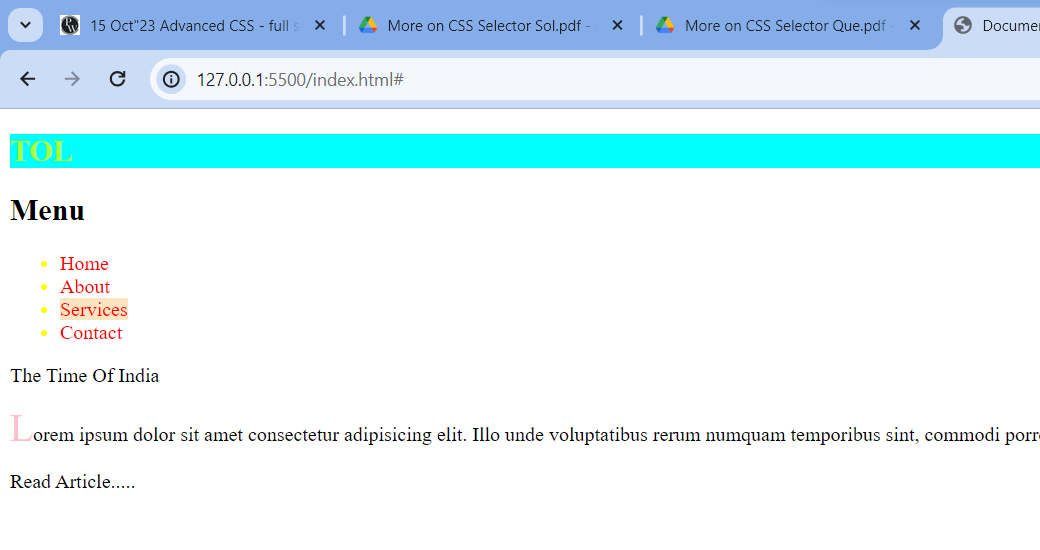 15 Oct"23 Advanced CSS - full s
More on CSS Selector Sol.pdf -
More on CSS Selector Que.pdf -
Docume
127.0.0.1:5500/index.html#
TOL
Menu
Home
About
Services
Contact
The Time Of India
Lorem ipsum dolor sit amet consectetur adipisicing elit. Illo unde voluptatibus rerum numquam temporibus sint, commodi porr
Read Article.....